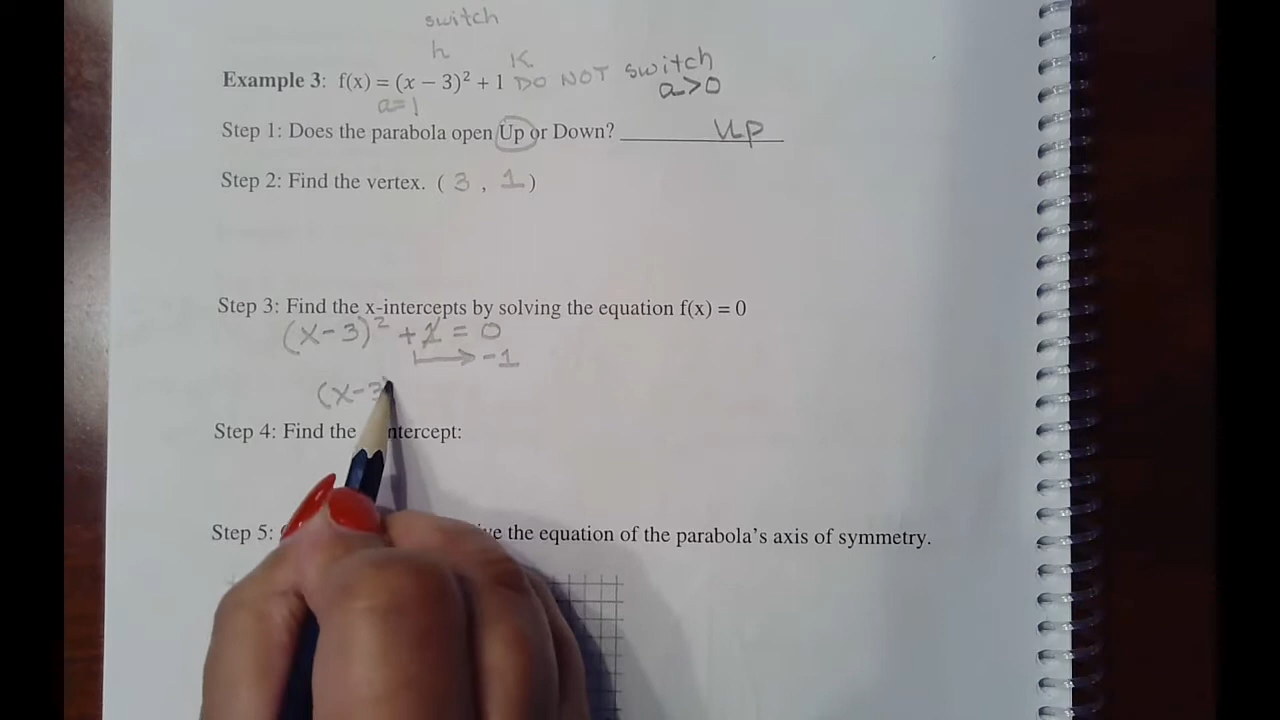 switch
h K
Example 3: f(x) = (x − 3)² + 1 DO NOT switch
a=1 a>0
Step 1: Does the parabola open Up or Down? Up
Step 2: Find the vertex. ( 3 , 1 )
Step 3: Find the x-intercepts by solving the equation f(x) = 0
(x-3)² + 1 = 0
-1
(x-3)
Step 4: Find the ntercept:
Step 5: the equation of the parabola's axis of symmetry.